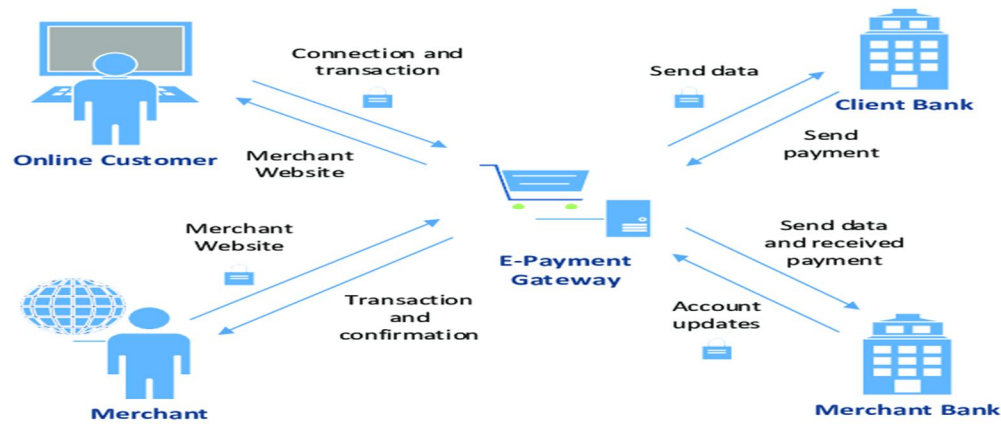 Connection and
transaction
Online Customer
Merchant
Website
Send data
Client Bank
Send
payment
Merchant
Website
E-Payment
Gateway
Send data
and received
payment
Transaction
and
confirmation
Account
updates
Merchant
Merchant Bank